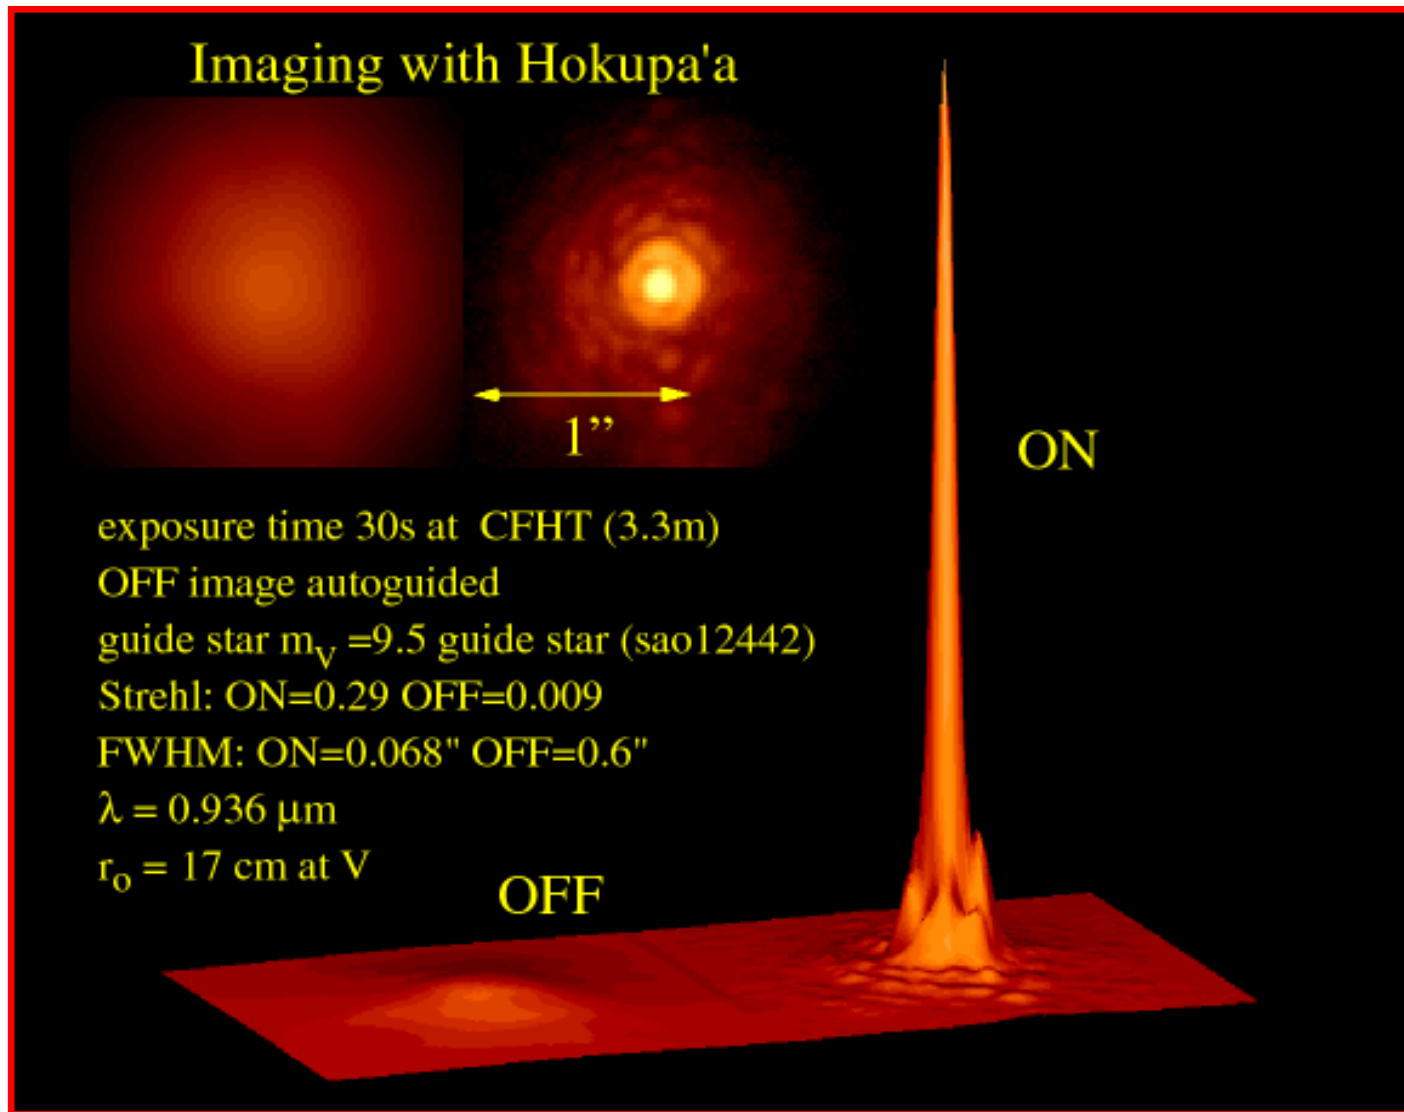 Imaging with Hokupa'a
1”
ON
exposure time 30s at CFHT (3.3m)
OFF image autoguided
guide star mV =9.5 guide star (sao12442)
Strehl: ON=0.29 OFF=0.009
FWHM: ON=0.068" OFF=0.6"
λ = 0.936 μm
ro = 17 cm at V
OFF